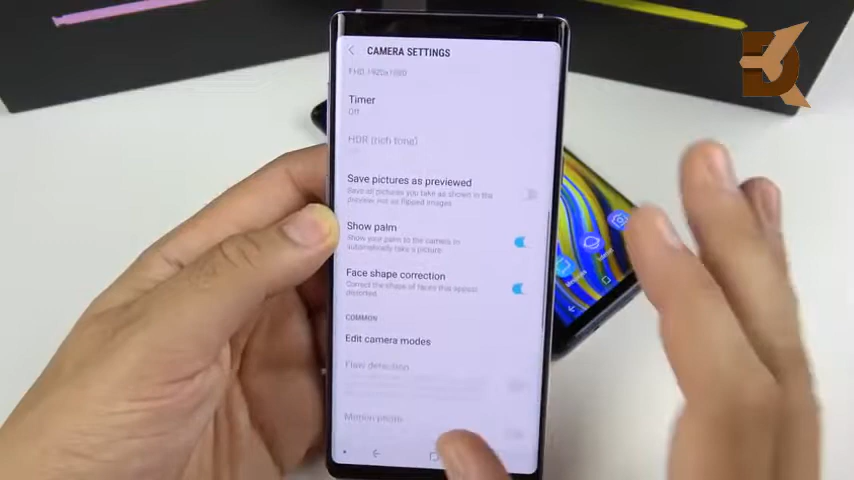 CAMERA SETTINGS
FHD 1920x1080
Timer
Off
HDR (rich tone)
Save pictures as previewed
Save all pictures you take as shown in the
preview, not as flipped images.
Show palm
Show your palm to the camera to
automatically take a picture.
Face shape correction
Correct the shape of faces that appear
distorted.
COMMON
Edit camera modes
Flaw detection
Motion photo